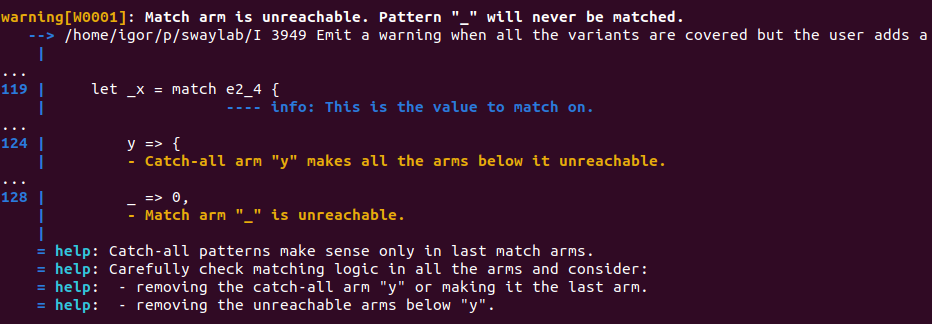 warning[W0001]: Match arm is unreachable. Pattern "_" will never be matched.
--> /home/igor/p/swaylab/I 3949 Emit a warning when all the variants are covered but the user adds a
|
...
119 |     let _x = match e2_4 {
|                    ---- info: This is the value to match on.
...
124 |         y => {
|         - Catch-all arm "y" makes all the arms below it unreachable.
...
128 |         _ => 0,
|         - Match arm "_" is unreachable.
|
= help: Catch-all patterns make sense only in last match arms.
= help: Carefully check matching logic in all the arms and consider:
= help:  - removing the catch-all arm "y" or making it the last arm.
= help:  - removing the unreachable arms below "y".